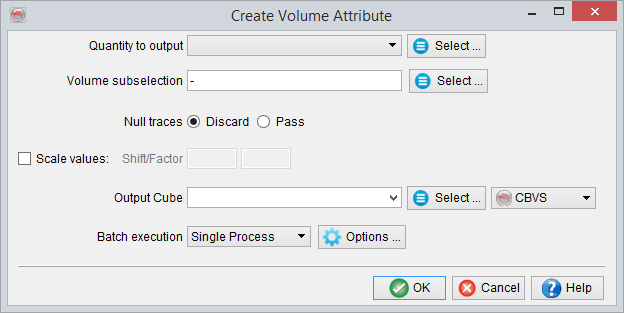 Create Volume Attribute
Quantity to output Select ...
Volume subselection - Select ...
Null traces Discard Pass
Scale values: Shift/Factor
Output Cube Select ... CBVS
Batch execution Single Process Options ...
OK Cancel Help